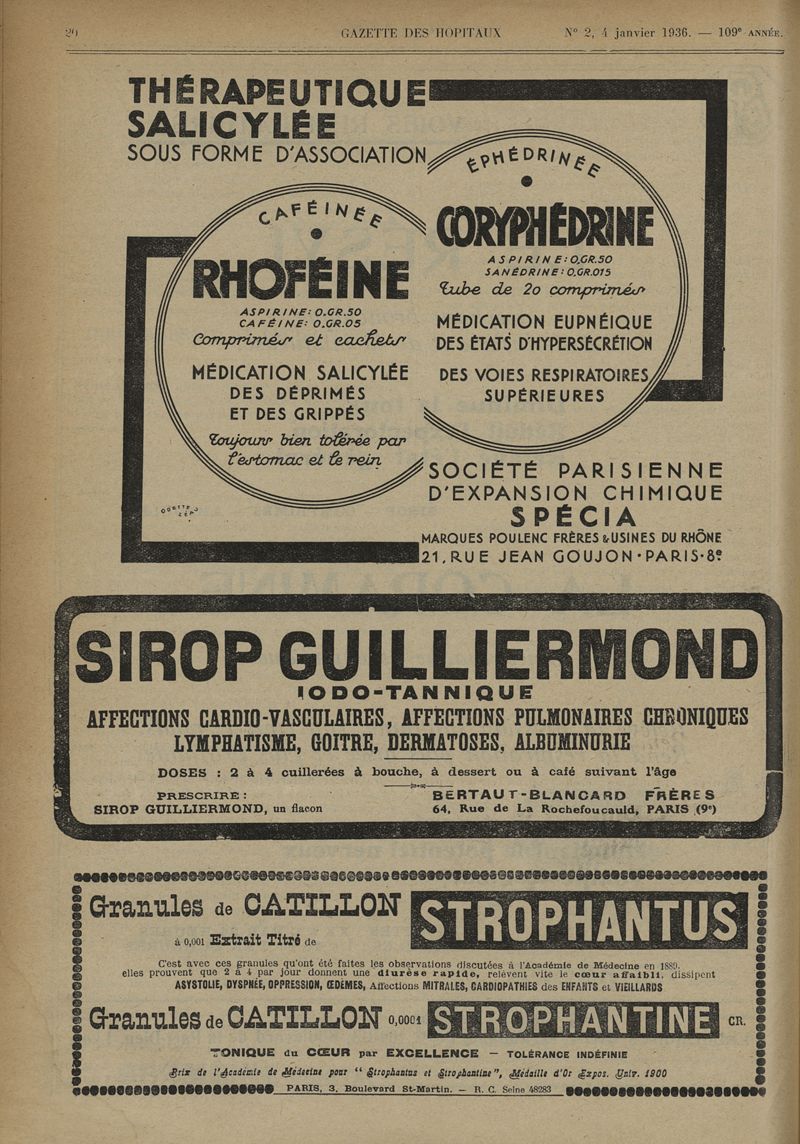 20 GAZETTE DES HOPITAUX N° 2, 4 janvier 1936. — 109e ANNÉE.
THÉRAPEUTIQUE
SALICYLÉE
SOUS FORME D'ASSOCIATION
CAFÉINÉE
RHOFÉINE
ASPIRINE: 0.GR.50
CAFÉINE: 0.GR.05
Comprimés et cachets
MÉDICATION SALICYLÉE
DES DÉPRIMÉS
ET DES GRIPPÉS
Toujours bien tolérée par
l'estomac et le rein
ÉPHÉDRINÉE
CORYPHÉDRINE
ASPIRINE: 0,GR.50
SANÉDRINE: 0,GR.015
Tube de 20 comprimés
MÉDICATION EUPNÉIQUE
DES ÉTATS D'HYPERSÉCRÉTION
DES VOIES RESPIRATOIRES
SUPÉRIEURES
SOCIÉTÉ PARISIENNE
D'EXPANSION CHIMIQUE
SPÉCIA
MARQUES POULENC FRÈRES & USINES DU RHÔNE
21, RUE JEAN GOUJON · PARIS · 8e
SIROP GUILLIERMOND
IODO-TANNIQUE
AFFECTIONS CARDIO-VASCULAIRES, AFFECTIONS PULMONAIRES CHRONIQUES
LYMPHATISME, GOITRE, DERMATOSES, ALBUMINURIE
DOSES : 2 à 4 cuillerées à bouche, à dessert ou à café suivant l'âge
PRESCRIRE :
SIROP GUILLIERMOND, un flacon
BERTAUT-BLANCARD FRÈRES
64, Rue de La Rochefoucauld, PARIS (9e)
Granules de CATILLON
à 0,001 Extrait Titré de
STROPHANTUS
C'est avec ces granules qu'ont été faites les observations discutées à l'Académie de Médecine en 1889.
elles prouvent que 2 à 4 par jour donnent une diurèse rapide, relèvent vite le cœur affaibli, dissipent
ASYSTOLIE, DYSPNÉE, OPPRESSION, ŒDÈMES, Affections MITRALES, CARDIOPATHIES des ENFANTS et VIEILLARDS
Granules de CATILLON 0,0001 STROPHANTINE CR.
TONIQUE du CŒUR par EXCELLENCE — TOLÉRANCE INDÉFINIE
Prix de l'Académie de Médecine pour "Strophantus et Strophantine", Médaille d'Or Expos. Univ. 1900
PARIS, 3, Boulevard St-Martin. — R. C. Seine 48283